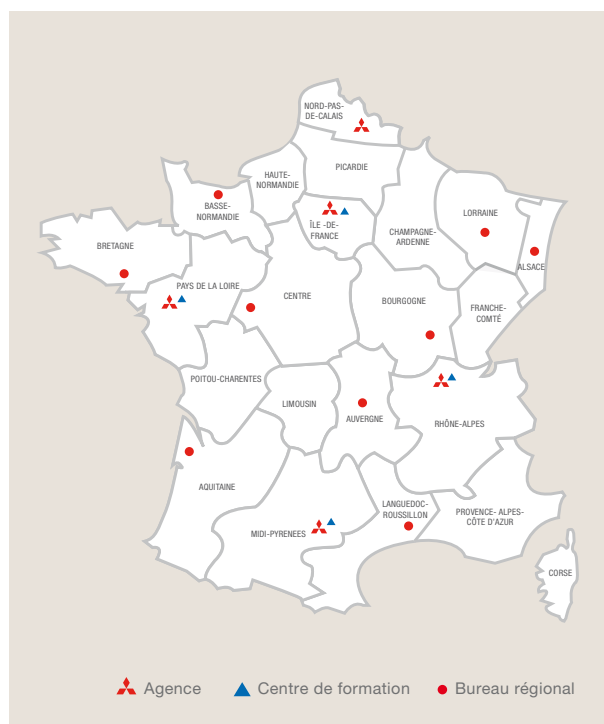 NORD-PAS-
DE-CALAIS
PICARDIE
HAUTE-
NORMANDIE
BASSE-
NORMANDIE
ÎLE -DE-
FRANCE
CHAMPAGNE-
ARDENNE
LORRAINE
ALSACE
BRETAGNE
PAYS DE LA LOIRE
CENTRE
BOURGOGNE
FRANCHE-
COMTÉ
POITOU-CHARENTES
LIMOUSIN
AUVERGNE
RHÔNE-ALPES
AQUITAINE
MIDI-PYRENEES
LANGUEDOC-
ROUSSILLON
PROVENCE- ALPES-
CÔTE D'AZUR
CORSE
Agence
Centre de formation
Bureau régional